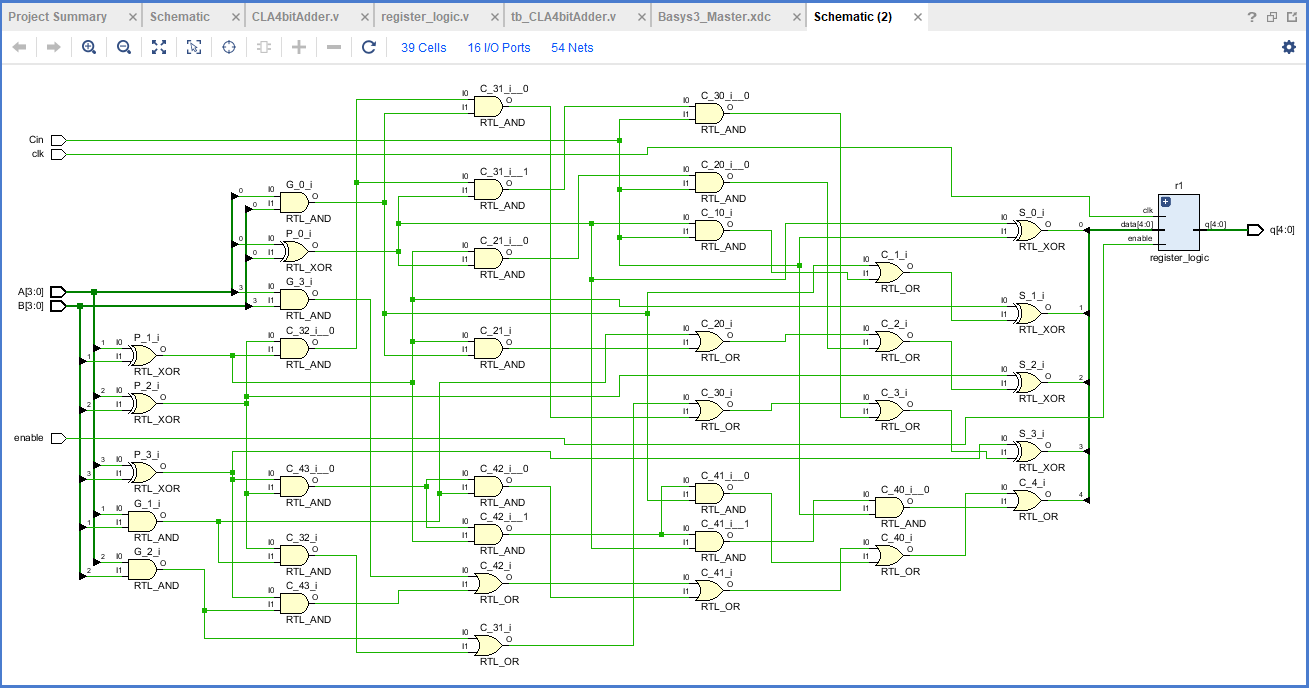 Project Summary × Schematic × CLA4bitAdder.v × register_logic.v × tb_CLA4bitAdder.v × Basys3_Master.xdc × Schematic (2) ×
39 Cells 16 I/O Ports 54 Nets
Cin
clk
A[3:0]
B[3:0]
enable
P_1_i
I0
I1
O
1
1
RTL_XOR
P_2_i
I0
I1
O
2
2
RTL_XOR
P_3_i
I0
I1
O
3
3
RTL_XOR
G_1_i
I0
I1
O
1
1
RTL_AND
G_2_i
I0
I1
O
2
2
RTL_AND
G_0_i
I0
I1
O
0
0
RTL_AND
P_0_i
I0
I1
O
0
0
RTL_XOR
G_3_i
I0
I1
O
3
3
RTL_AND
C_32_i__0
I0
I1
O
RTL_AND
C_43_i__0
I0
I1
O
RTL_AND
C_32_i
I0
I1
O
RTL_AND
C_43_i
I0
I1
O
RTL_AND
C_31_i__0
I0
I1
O
RTL_AND
C_31_i__1
I0
I1
O
RTL_AND
C_21_i__0
I0
I1
O
RTL_AND
C_21_i
I0
I1
O
RTL_AND
C_42_i__0
I0
I1
O
RTL_AND
C_42_i__1
I0
I1
O
RTL_AND
C_42_i
I0
I1
O
RTL_OR
C_31_i
I0
I1
O
RTL_OR
C_30_i__0
I0
I1
O
RTL_AND
C_20_i__0
I0
I1
O
RTL_AND
C_10_i
I0
I1
O
RTL_AND
C_20_i
I0
I1
O
RTL_OR
C_30_i
I0
I1
O
RTL_OR
C_41_i__0
I0
I1
O
RTL_AND
C_41_i__1
I0
I1
O
RTL_AND
C_41_i
I0
I1
O
RTL_OR
C_1_i
I0
I1
O
RTL_OR
C_2_i
I0
I1
O
RTL_OR
C_3_i
I0
I1
O
RTL_OR
C_40_i__0
I0
I1
O
RTL_AND
C_40_i
I0
I1
O
RTL_OR
S_0_i
I0
I1
O
0
RTL_XOR
S_1_i
I0
I1
O
1
RTL_XOR
S_2_i
I0
I1
O
2
RTL_XOR
S_3_i
I0
I1
O
3
RTL_XOR
C_4_i
I0
I1
O
4
RTL_OR
r1
clk
data[4:0]
enable
q[4:0]
register_logic
q[4:0]